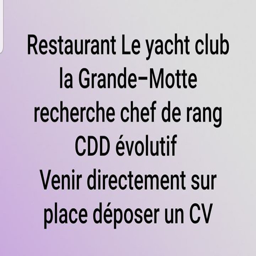 Restaurant Le yacht club
la Grande-Motte
recherche chef de rang
CDD évolutif
Venir directement sur
place déposer un CV